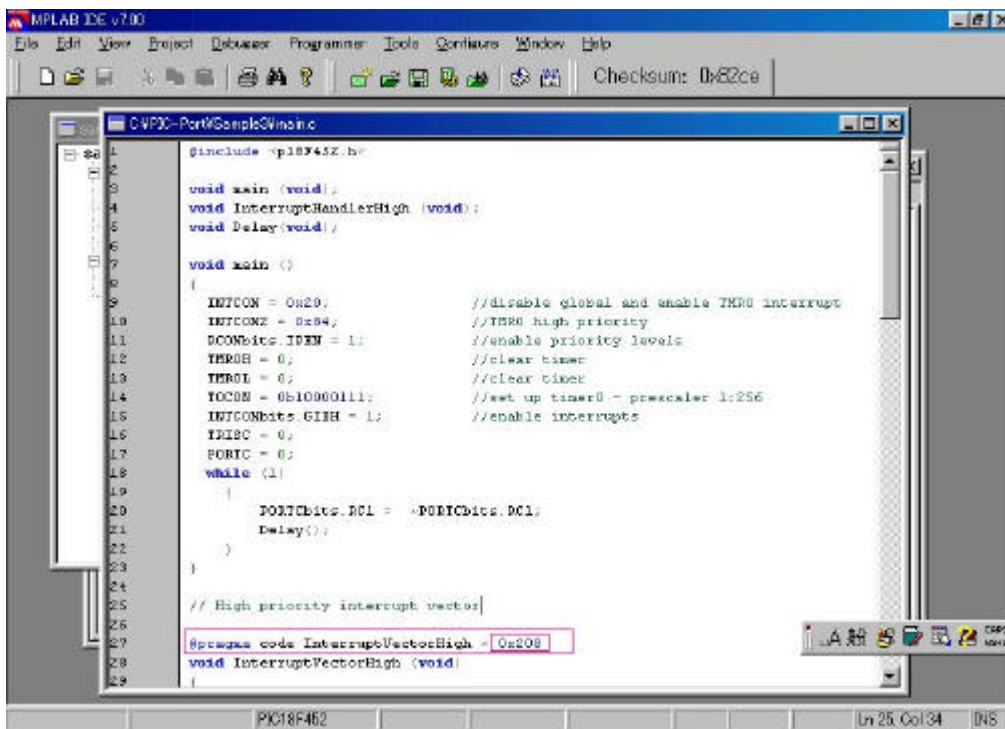 MPLAB IDE v7.00
File Edit View Project Debugger Programmer Tools Configure Window Help
Checksum: 0x82ce
C:¥PIC-Port¥Sample3¥main.c
1 #include <p18F452.h>
2
3 void main (void);
4 void InterruptHandlerHigh (void);
5 void Delay(void);
6
7 void main ()
8 {
9 INTCON = 0x20; //disable global and enable TMR0 interrupt
10 INTCON2 = 0x84; //TMR0 high priority
11 RCONbits.IPEN = 1; //enable priority levels
12 TMR0H = 0; //clear timer
13 TMR0L = 0; //clear timer
14 T0CON = 0b10000111; //set up timer0 - prescaler 1:256
15 INTCONbits.GIEH = 1; //enable interrupts
16 TRISC = 0;
17 PORTC = 0;
18 while (1)
19 {
20 PORTCbits.RC1 = ~PORTCbits.RC1;
21 Delay();
22 }
23 }
24
25 // High priority interrupt vector
26
27 #pragma code InterruptVectorHigh = 0x208
28 void InterruptVectorHigh (void)
29 {
A 般
CAPS
PIC18F452 Ln 25, Col 34 INS